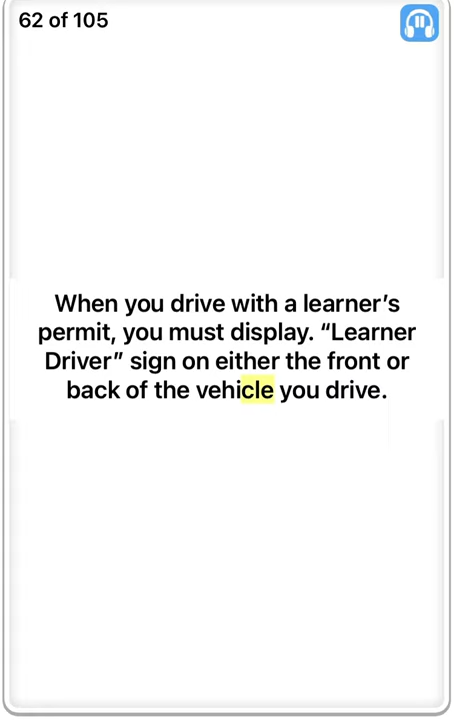 62 of 105
When you drive with a learner's
permit, you must display. “Learner
Driver” sign on either the front or
back of the vehicle you drive.